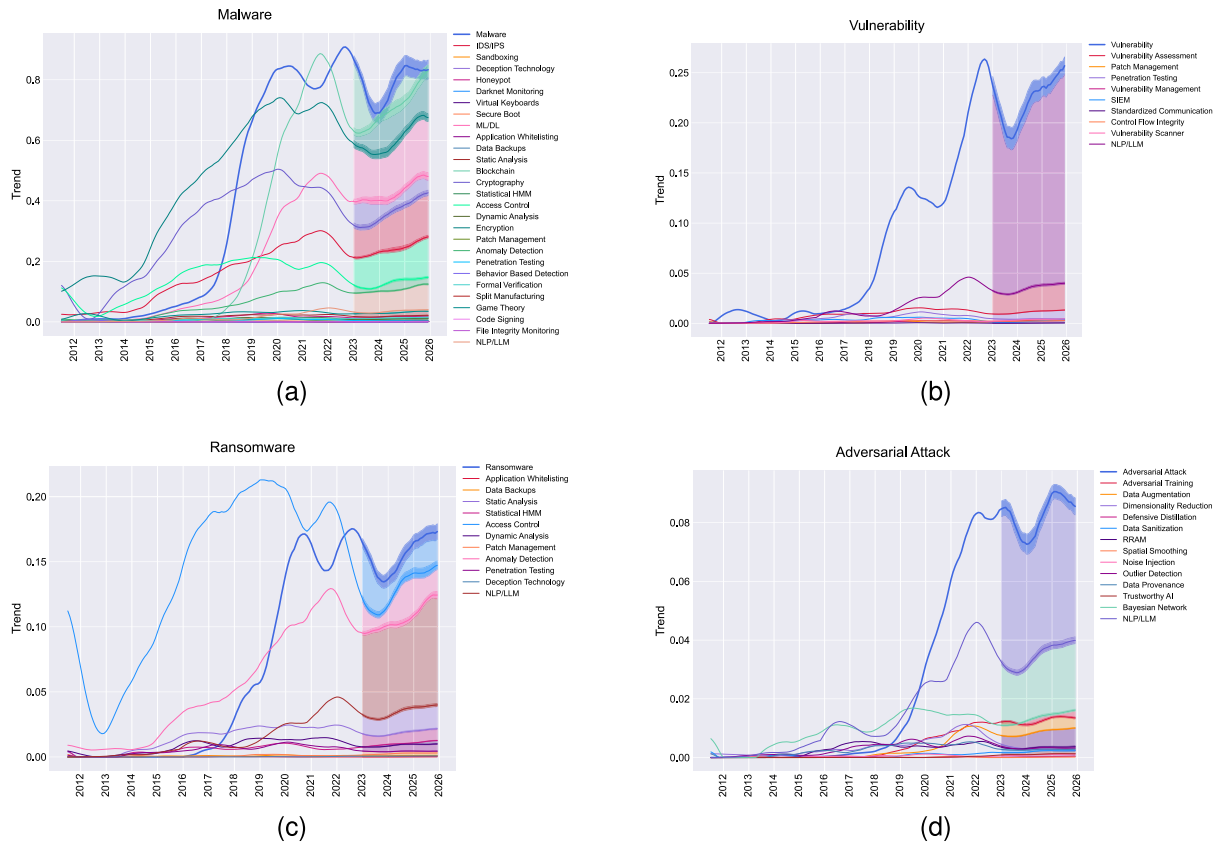 Malware
Trend
0.8
0.6
0.4
0.2
0.0
2012
2013
2014
2015
2016
2017
2018
2019
2020
2021
2022
2023
2024
2025
2026
Malware
IDS/IPS
Sandboxing
Deception Technology
Honeypot
Darknet Monitoring
Virtual Keyboards
Secure Boot
ML/DL
Application Whitelisting
Data Backups
Static Analysis
Blockchain
Cryptography
Statistical HMM
Access Control
Dynamic Analysis
Encryption
Patch Management
Anomaly Detection
Penetration Testing
Behavior Based Detection
Formal Verification
Split Manufacturing
Game Theory
Code Signing
File Integrity Monitoring
NLP/LLM
(a)
Vulnerability
Trend
0.25
0.20
0.15
0.10
0.05
0.00
2012
2013
2014
2015
2016
2017
2018
2019
2020
2021
2022
2023
2024
2025
2026
Vulnerability
Vulnerability Assessment
Patch Management
Penetration Testing
Vulnerability Management
SIEM
Standardized Communication
Control Flow Integrity
Vulnerability Scanner
NLP/LLM
(b)
Ransomware
Trend
0.20
0.15
0.10
0.05
0.00
2012
2013
2014
2015
2016
2017
2018
2019
2020
2021
2022
2023
2024
2025
2026
Ransomware
Application Whitelisting
Data Backups
Static Analysis
Statistical HMM
Access Control
Dynamic Analysis
Patch Management
Anomaly Detection
Penetration Testing
Deception Technology
NLP/LLM
(c)
Adversarial Attack
Trend
0.08
0.06
0.04
0.02
0.00
2012
2013
2014
2015
2016
2017
2018
2019
2020
2021
2022
2023
2024
2025
2026
Adversarial Attack
Adversarial Training
Data Augmentation
Dimensionality Reduction
Defensive Distillation
Data Sanitization
RRAM
Spatial Smoothing
Noise Injection
Outlier Detection
Data Provenance
Trustworthy AI
Bayesian Network
NLP/LLM
(d)